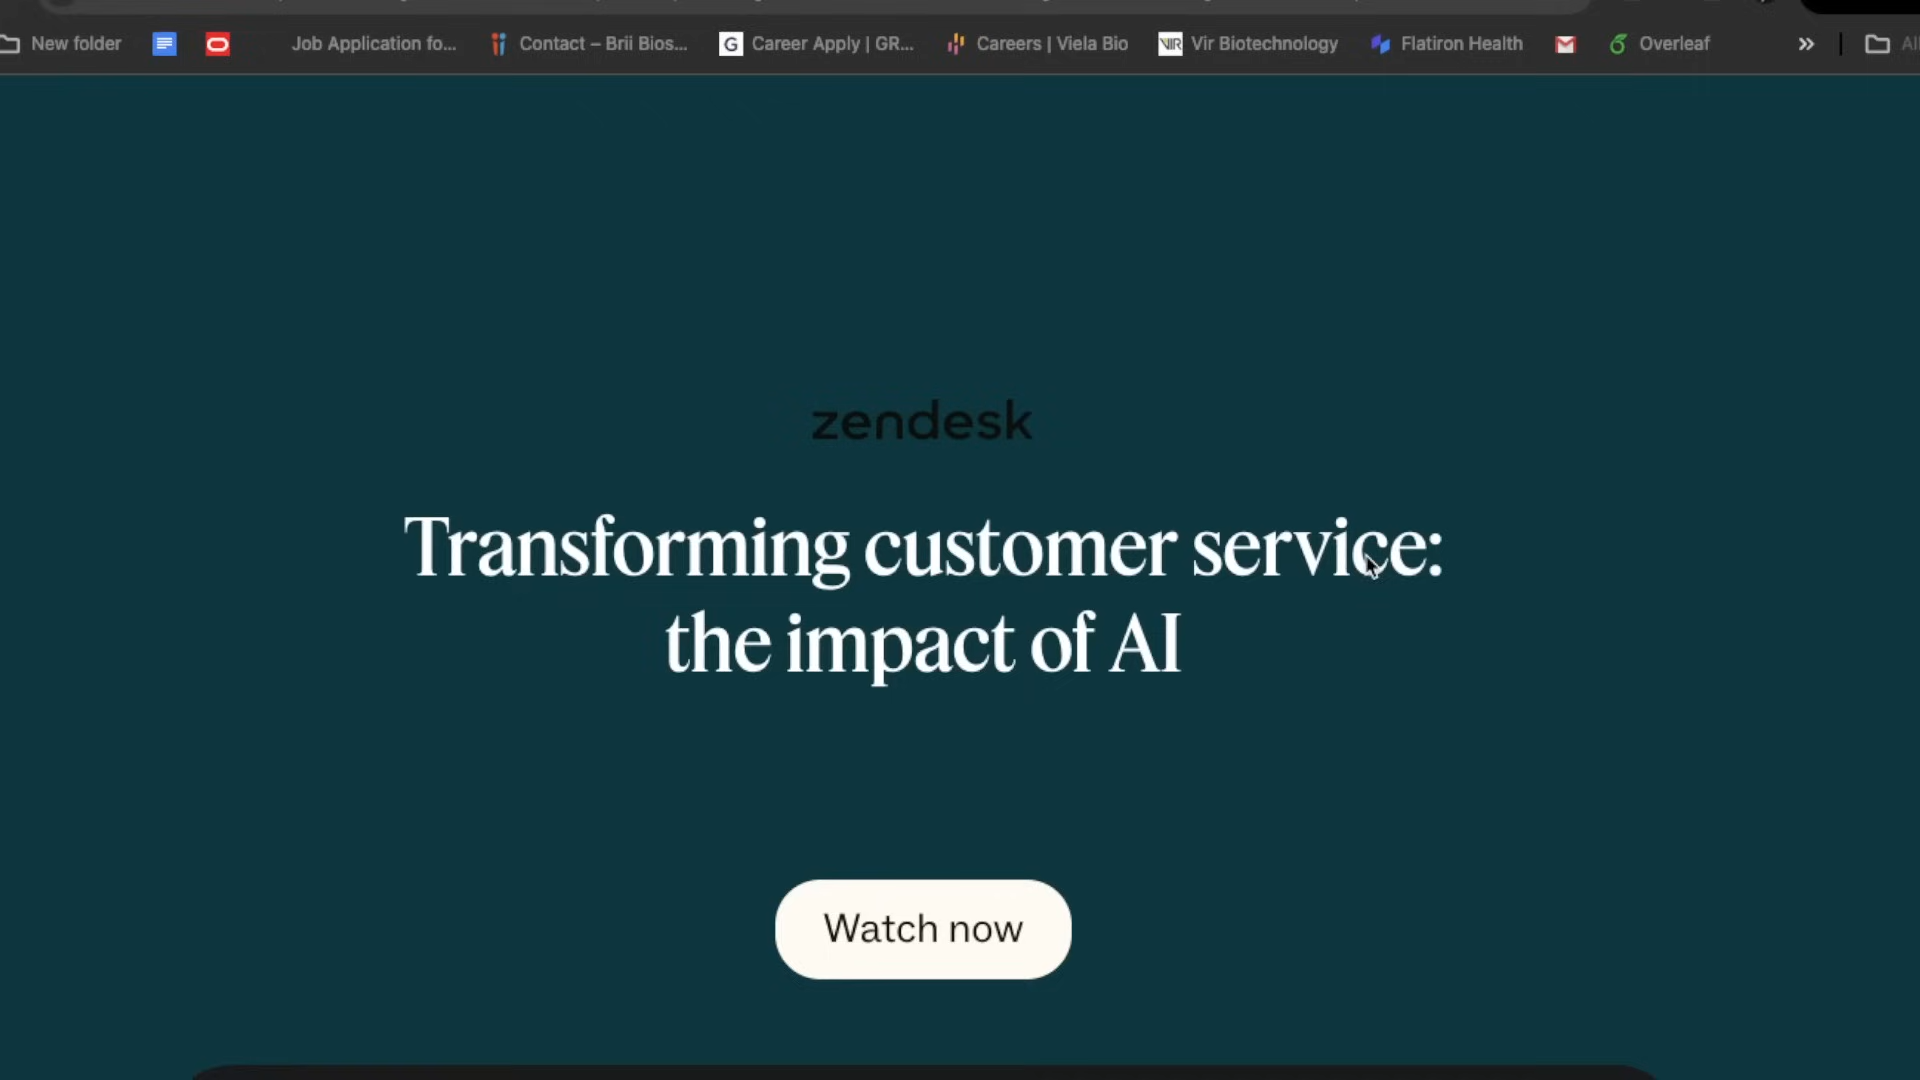 New folder
Job Application fo...
Contact – Brii Bios...
G
Career Apply | GR...
Careers | Viela Bio
VIR
Vir Biotechnology
Flatiron Health
Overleaf
zendesk
Transforming customer service:
the impact of AI
Watch now